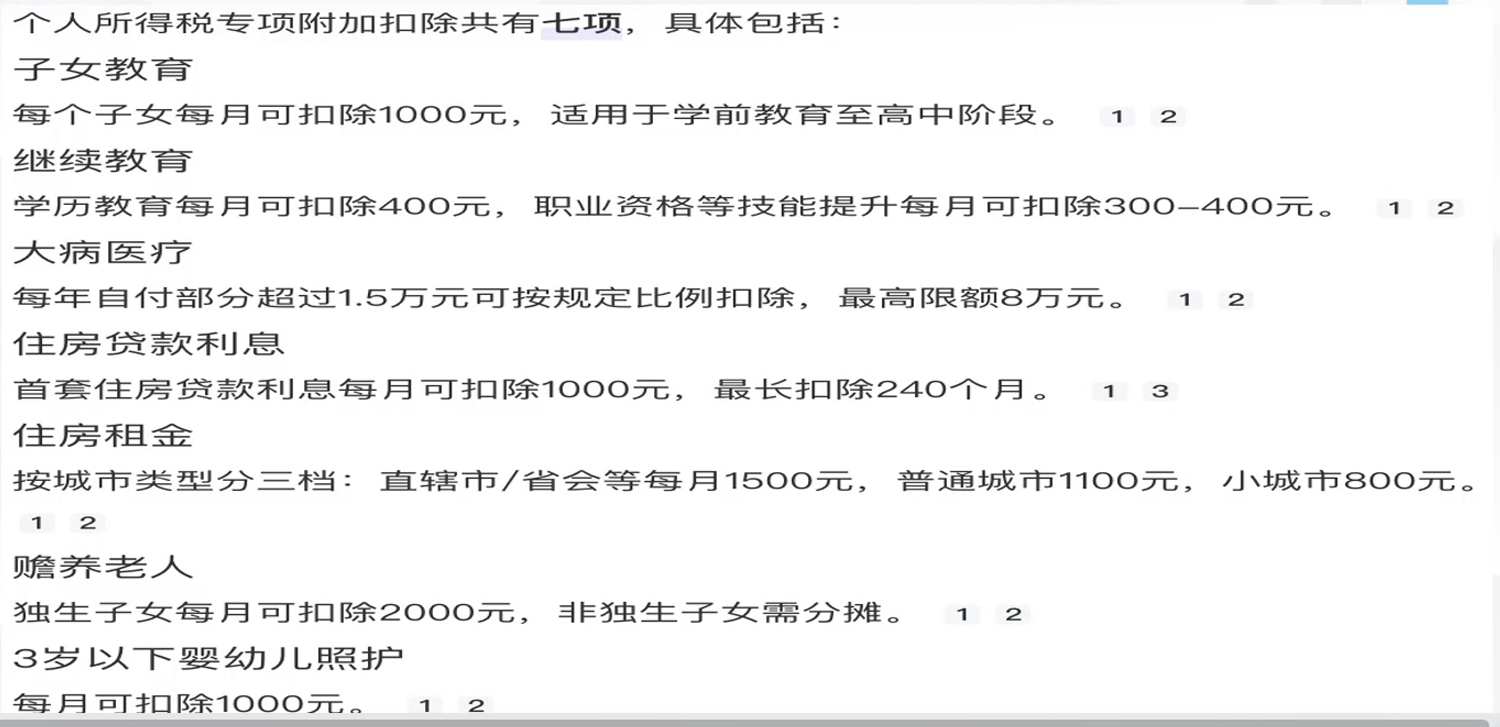 个人所得税专项附加扣除共有七项，具体包括：
子女教育
每个子女每月可扣除1000元，适用于学前教育至高中阶段。 1 2
继续教育
学历教育每月可扣除400元，职业资格等技能提升每月可扣除300-400元。 1 2
大病医疗
每年自付部分超过1.5万元可按规定比例扣除，最高限额8万元。 1 2
住房贷款利息
首套住房贷款利息每月可扣除1000元，最长扣除240个月。 1 3
住房租金
按城市类型分三档：直辖市/省会等每月1500元，普通城市1100元，小城市800元。
1 2
赡养老人
独生子女每月可扣除2000元，非独生子女需分摊。 1 2
3岁以下婴幼儿照护
每月可扣除1000元。 1 2